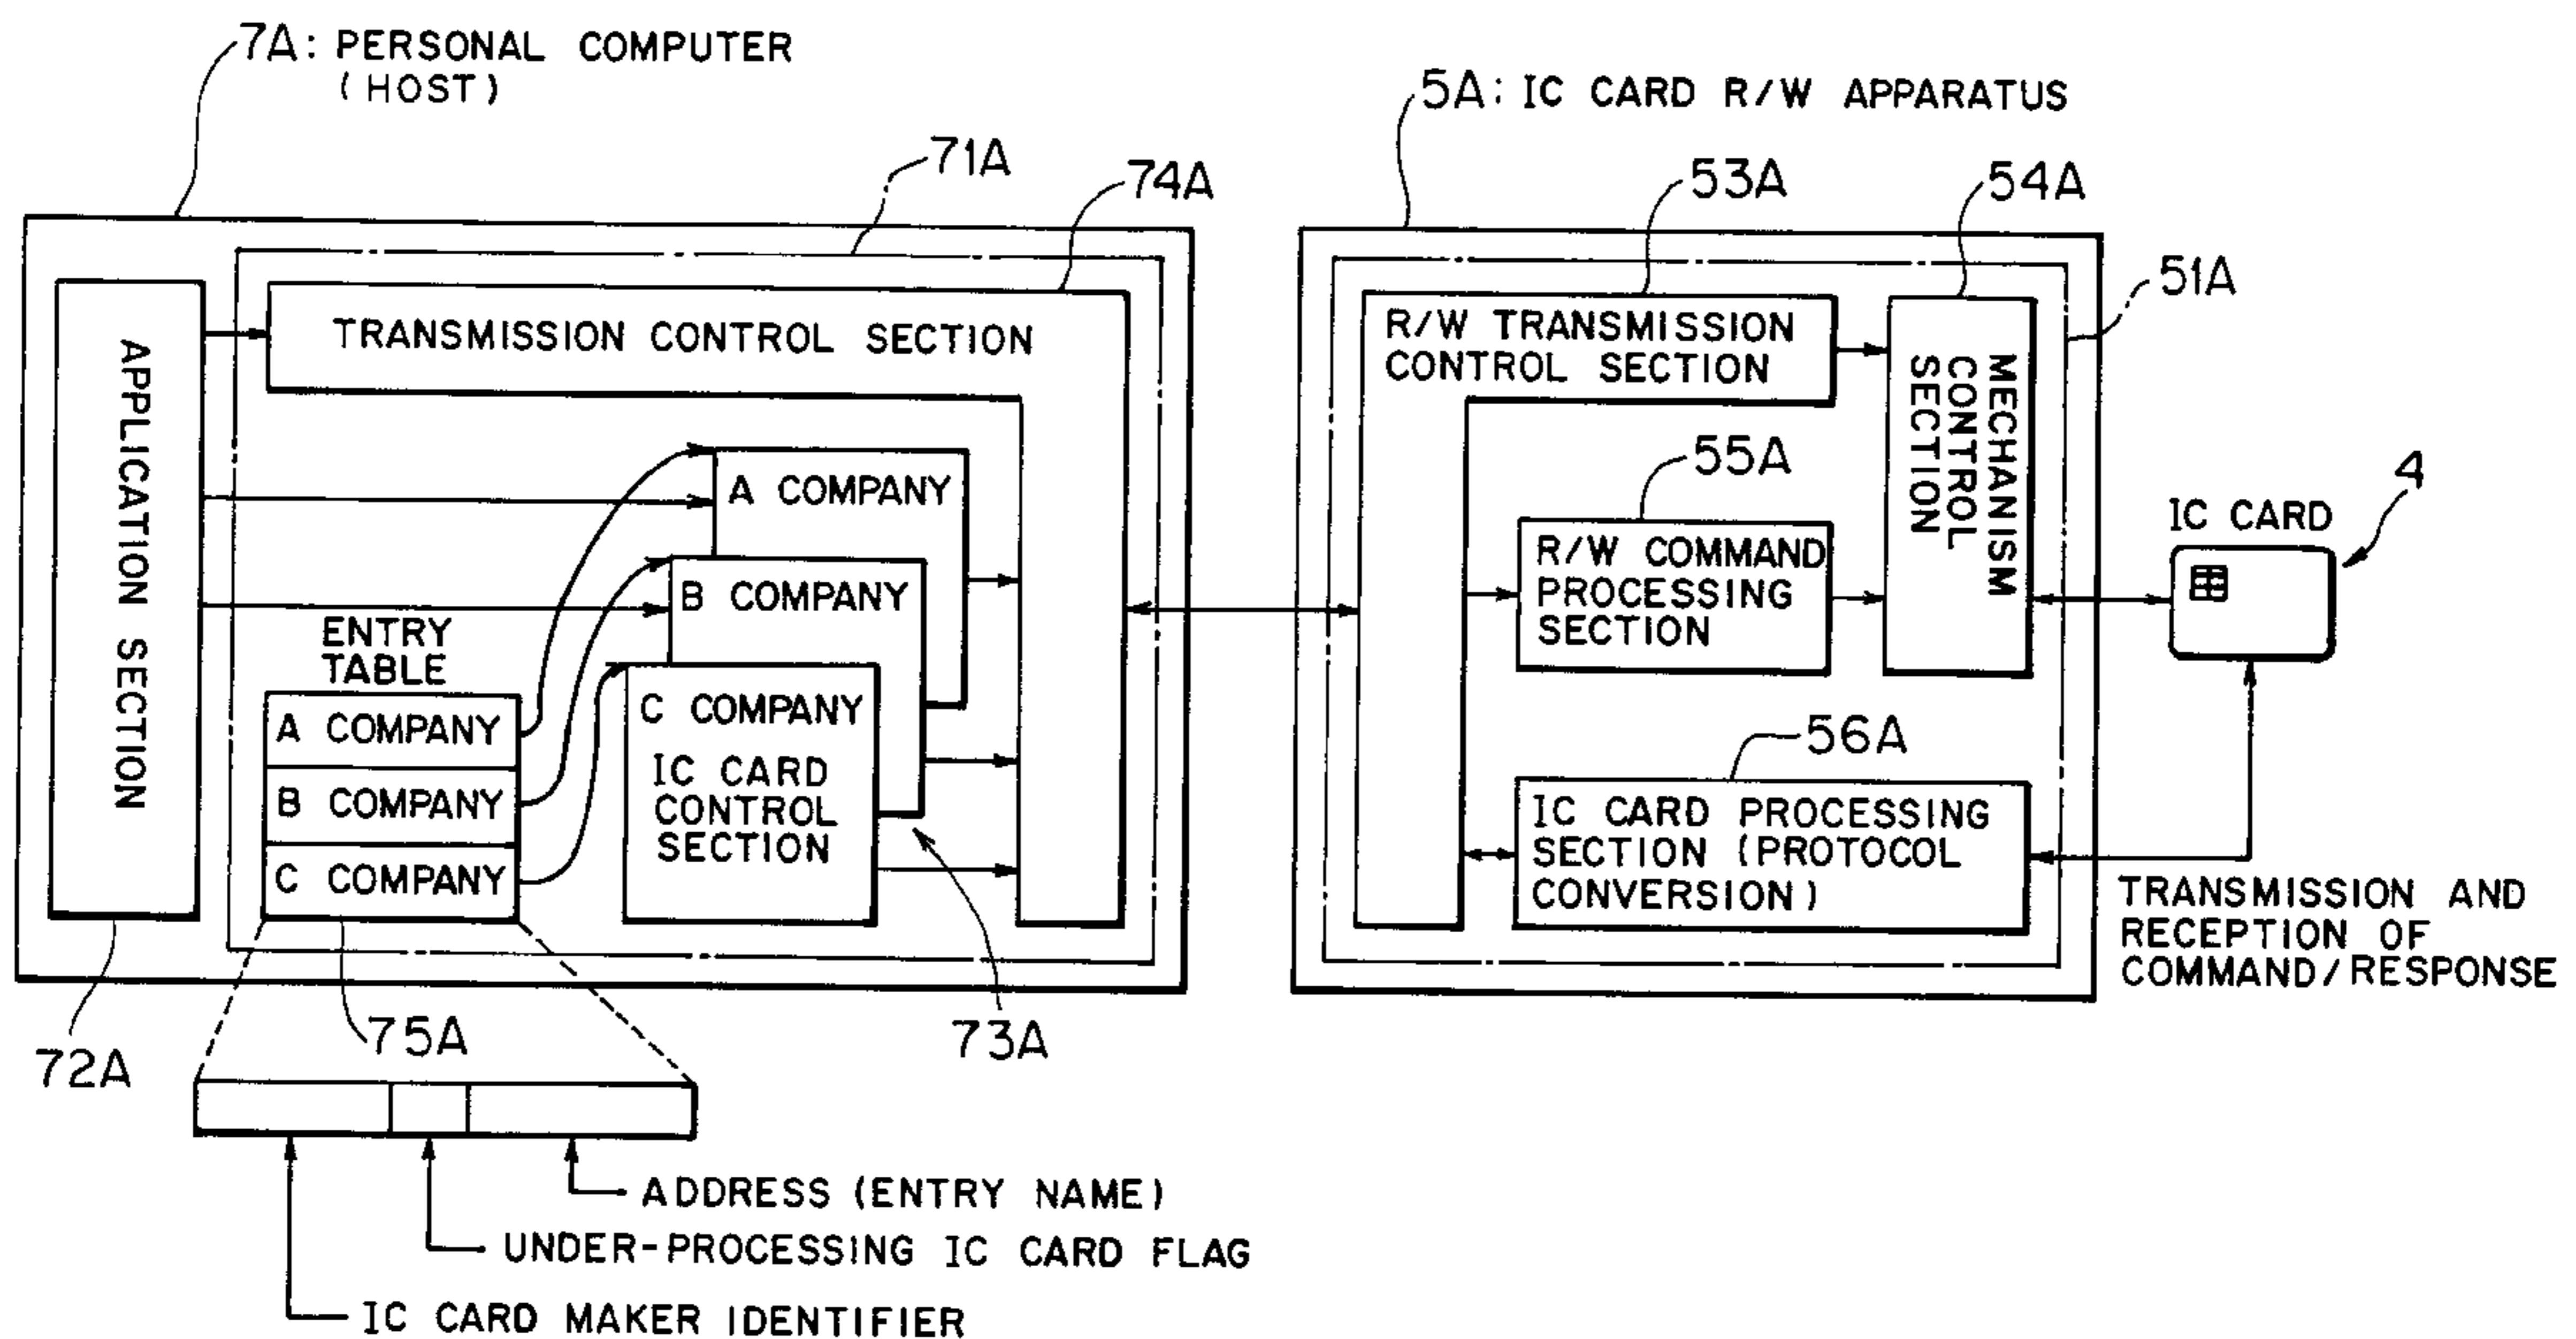 7A: PERSONAL COMPUTER
(HOST)
5A: IC CARD R/W APPARATUS
71A
74A
53A
54A
51A
TRANSMISSION CONTROL SECTION
APPLICATION SECTION
A COMPANY
B COMPANY
C COMPANY
IC CARD
CONTROL
SECTION
ENTRY
TABLE
A COMPANY
B COMPANY
C COMPANY
R/W TRANSMISSION
CONTROL SECTION
MECHANISM
CONTROL
SECTION
55A
R/W COMMAND
PROCESSING
SECTION
56A
IC CARD PROCESSING
SECTION (PROTOCOL
CONVERSION)
4
IC CARD
TRANSMISSION AND
RECEPTION OF
COMMAND/RESPONSE
72A
75A
73A
ADDRESS (ENTRY NAME)
UNDER-PROCESSING IC CARD FLAG
IC CARD MAKER IDENTIFIER